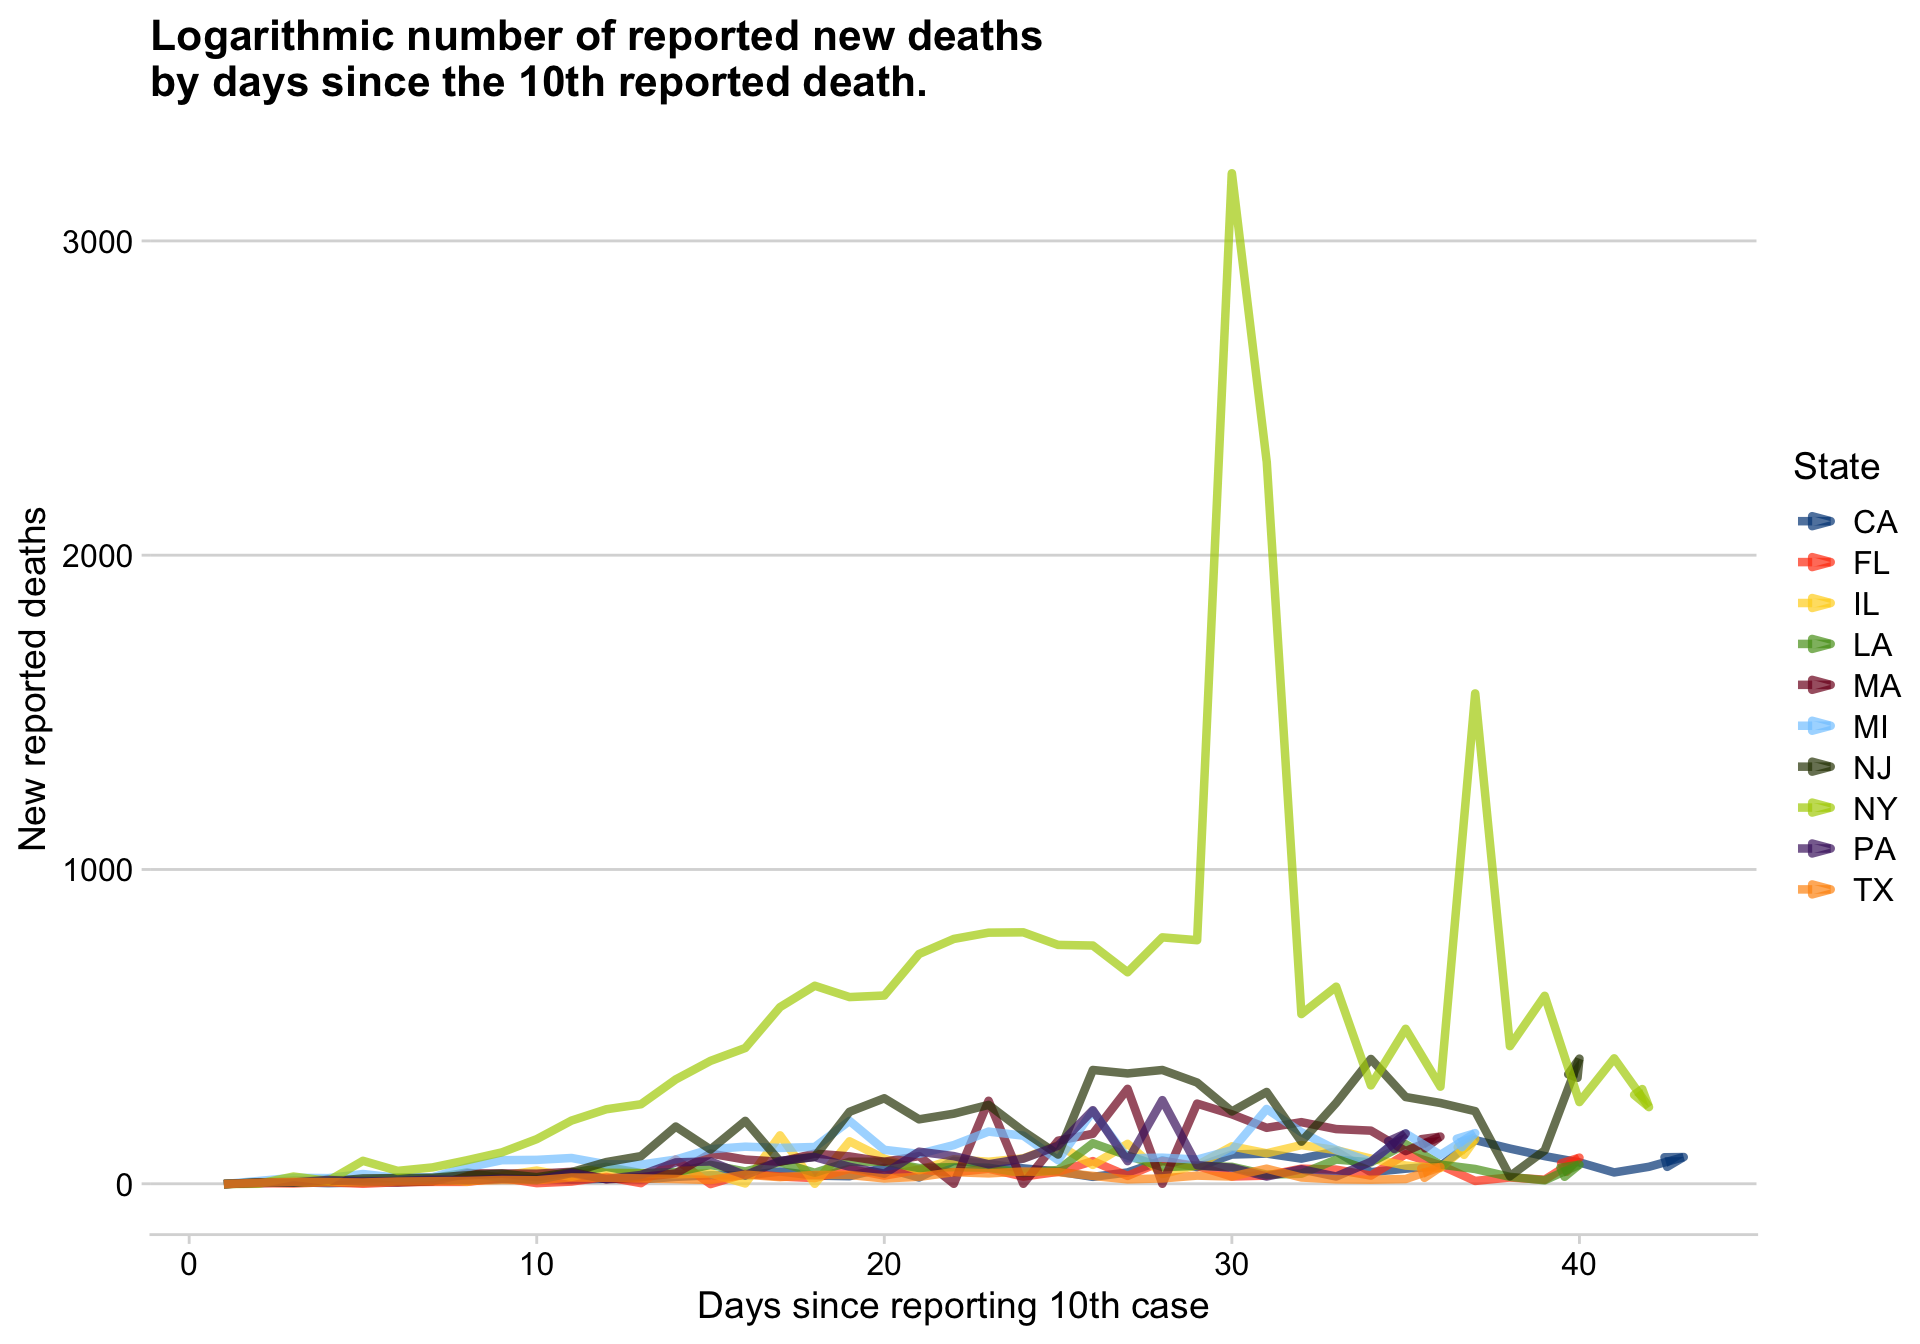 Logarithmic number of reported new deaths
by days since the 10th reported death.
New reported deaths
3000
2000
1000
0
0 10 20 30 40
Days since reporting 10th case
State
CA
FL
IL
LA
MA
MI
NJ
NY
PA
TX